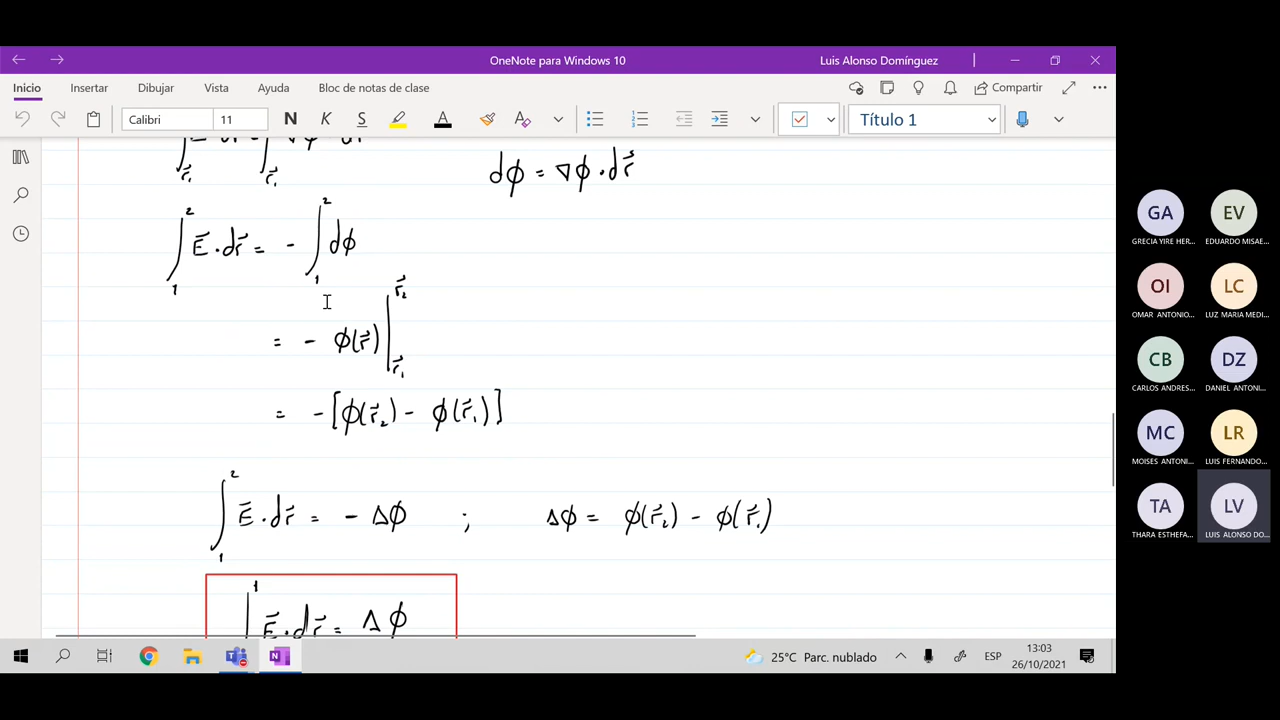 OneNote para Windows 10
Luis Alonso Domínguez
Inicio Insertar Dibujar Vista Ayuda Bloc de notas de clase
Compartir
Calibri 11 N K S A Título 1
dφ = ∇φ·dr⃗
∫₁² E⃗·dr⃗ = - ∫₁² dφ
= - φ(r⃗) |r⃗₁ r⃗₂
= -[φ(r⃗₂) - φ(r⃗₁)]
∫₁² E⃗·dr⃗ = - Δφ ; Δφ = φ(r⃗₂) - φ(r⃗₁)
∫ ¹ E⃗·dr⃗ = Δφ
GA EV
GRECIA YIRE HER... EDUARDO MISAE...
OI LC
OMAR ANTONIO... LUZ MARIA MEDI...
CB DZ
CARLOS ANDRES... DANIEL ANTONI...
MC LR
MOISES ANTONI... LUIS FERNANDO...
TA LV
THARA ESTHEFA... LUIS ALONSO DO...
25°C Parc. nublado
ESP
13:03
26/10/2021